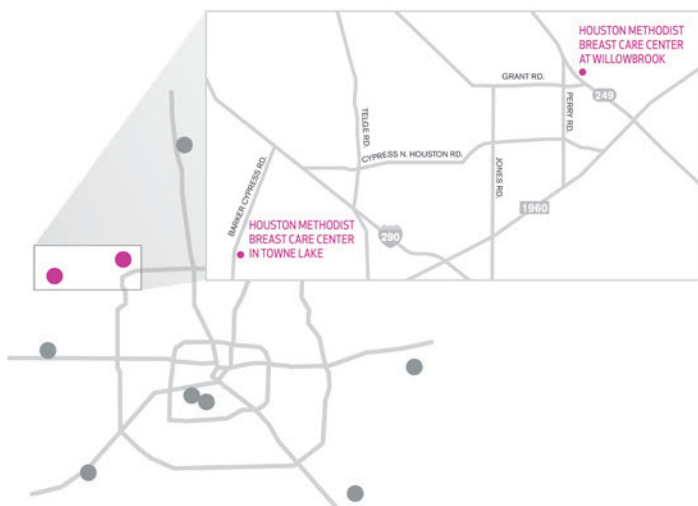 HOUSTON METHODIST
BREAST CARE CENTER
AT WILLOWBROOK
GRANT RD.
249
PERRY RD.
TELGE RD.
CYPRESS N. HOUSTON RD.
JONES RD.
BARKER CYPRESS RD.
1960
HOUSTON METHODIST
BREAST CARE CENTER
IN TOWNE LAKE
290